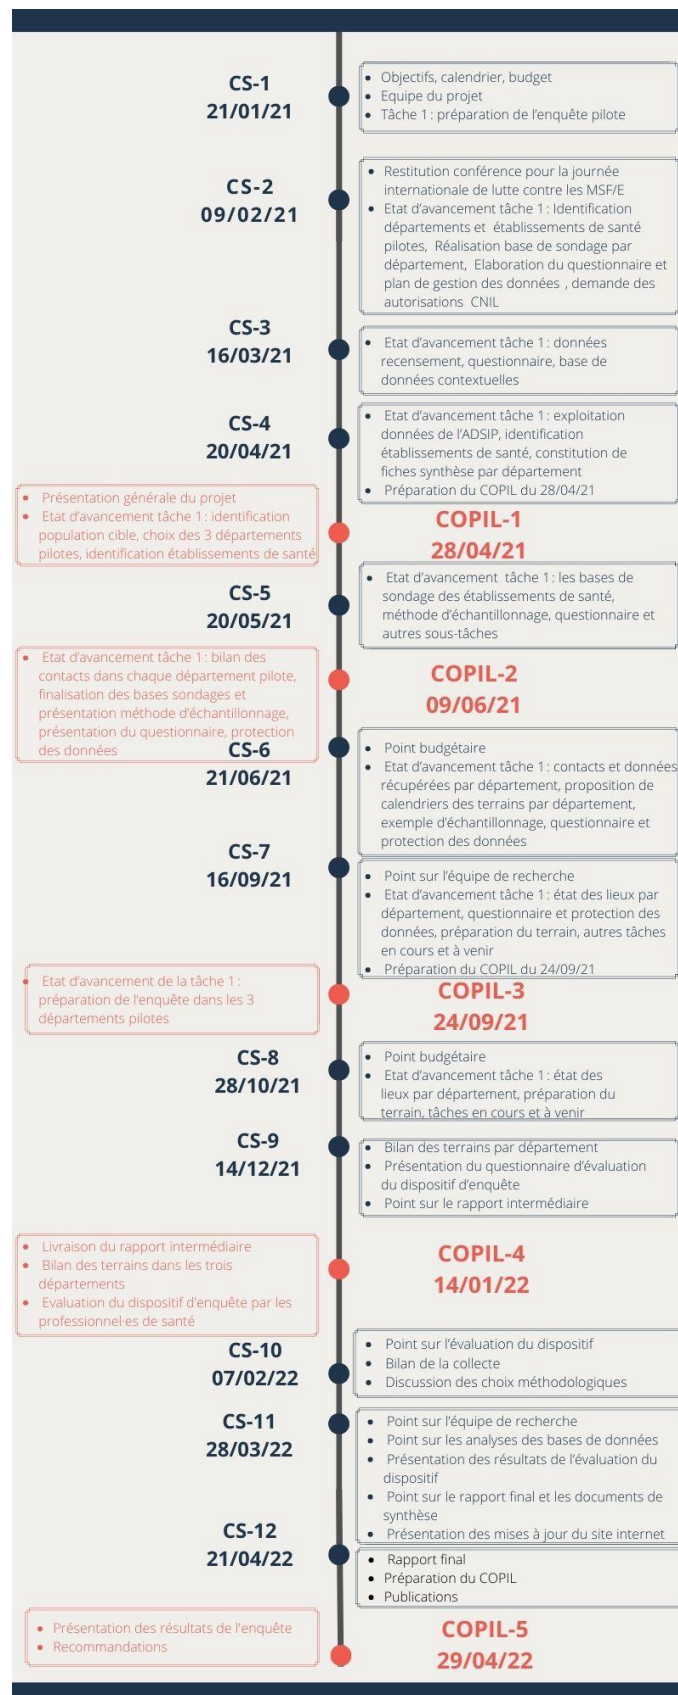 CS-1
21/01/21
Objectifs, calendrier, budget
Equipe du projet
Tâche 1 : préparation de l’enquête pilote
CS-2
09/02/21
Restitution conférence pour la journée
internationale de lutte contre les MSF/E
Etat d’avancement tâche 1 : Identification
départements et établissements de santé
pilotes, Réalisation base de sondage par
département, Elaboration du questionnaire et
plan de gestion des données , demande des
autorisations CNIL
CS-3
16/03/21
Etat d’avancement tâche 1 : données
recensement, questionnaire, base de
données contextuelles
CS-4
20/04/21
Etat d’avancement tâche 1 : exploitation
données de l’ADSIP, identification
établissements de santé, constitution de
fiches synthèse par département
Préparation du COPIL du 28/04/21
Présentation générale du projet
Etat d’avancement tâche 1 : identification
population cible, choix des 3 départements
pilotes, identification établissements de santé
COPIL-1
28/04/21
CS-5
20/05/21
Etat d’avancement tâche 1 : les bases de
sondage des établissements de santé,
méthode d’échantillonnage, questionnaire et
autres sous-tâches
Etat d’avancement tâche 1 : bilan des
contacts dans chaque département pilote,
finalisation des bases sondages et
présentation méthode d’échantillonnage,
présentation du questionnaire, protection
des données
COPIL-2
09/06/21
CS-6
21/06/21
Point budgétaire
Etat d’avancement tâche 1 : contacts et données
récupérées par département, proposition de
calendriers des terrains par département,
exemple d’échantillonnage, questionnaire et
protection des données
CS-7
16/09/21
Point sur l’équipe de recherche
Etat d’avancement tâche 1 : état des lieux par
département, questionnaire et protection des
données, préparation du terrain, autres tâches
en cours et à venir
Préparation du COPIL du 24/09/21
Etat d’avancement de la tâche 1 :
préparation de l’enquête dans les 3
départements pilotes
COPIL-3
24/09/21
CS-8
28/10/21
Point budgétaire
Etat d’avancement tâche 1 : état des
lieux par département, préparation du
terrain, tâches en cours et à venir
CS-9
14/12/21
Bilan des terrains par département
Présentation du questionnaire d’évaluation
du dispositif d’enquête
Point sur le rapport intermédiaire
Livraison du rapport intermédiaire
Bilan des terrains dans les trois
départements
Evaluation du dispositif d’enquête par les
professionnel·es de santé
COPIL-4
14/01/22
CS-10
07/02/22
Point sur l’évaluation du dispositif
Bilan de la collecte
Discussion des choix méthodologiques
CS-11
28/03/22
Point sur l’équipe de recherche
Point sur les analyses des bases de données
Présentation des résultats de l’évaluation du
dispositif
Point sur le rapport final et les documents de
synthèse
Présentation des mises à jour du site internet
CS-12
21/04/22
Rapport final
Préparation du COPIL
Publications
Présentation des résultats de l'enquête
Recommandations
COPIL-5
29/04/22